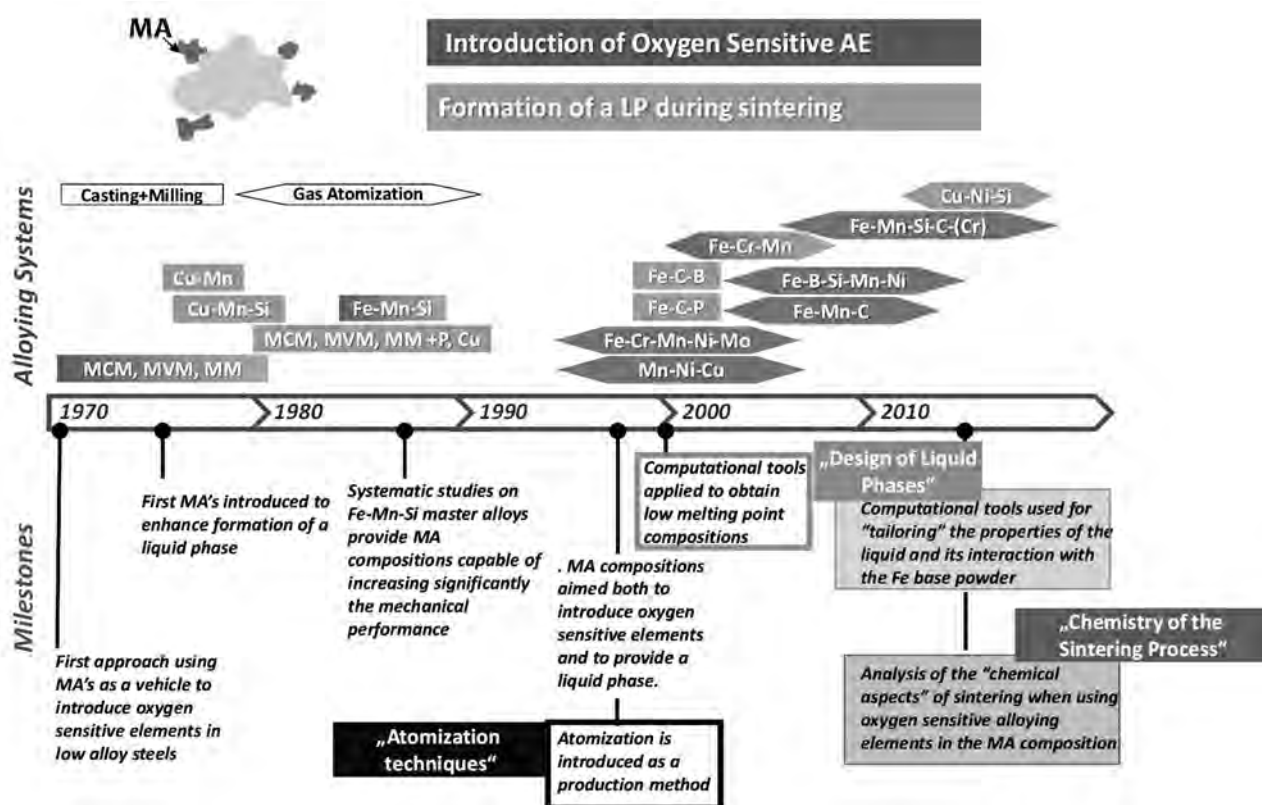 MA
Introduction of Oxygen Sensitive AE
Formation of a LP during sintering
Alloying Systems
Casting+Milling
Gas Atomization
Cu-Ni-Si
Fe-Mn-Si-C-(Cr)
Fe-Cr-Mn
Cu-Mn
Fe-C-B
Fe-B-Si-Mn-Ni
Cu-Mn-Si
Fe-Mn-Si
Fe-C-P
Fe-Mn-C
MCM, MVM, MM +P, Cu
Fe-Cr-Mn-Ni-Mo
MCM, MVM, MM
Mn-Ni-Cu
1970
1980
1990
2000
2010
Milestones
First approach using
MA's as a vehicle to
introduce oxygen
sensitive elements in
low alloy steels
First MA's introduced to
enhance formation of a
liquid phase
Systematic studies on
Fe-Mn-Si master alloys
provide MA
compositions capable of
increasing significantly
the mechanical
performance
„Atomization
techniques“
. MA compositions
aimed both to
introduce oxygen
sensitive elements
and to provide a
liquid phase.
Atomization is
introduced as a
production method
Computational tools
applied to obtain
low melting point
compositions
„Design of Liquid
Phases“
Computational tools used for
“tailoring” the properties of the
liquid and its interaction with
the Fe base powder
„Chemistry of the
Sintering Process“
Analysis of the “chemical
aspects” of sintering when using
oxygen sensitive alloying
elements in the MA composition